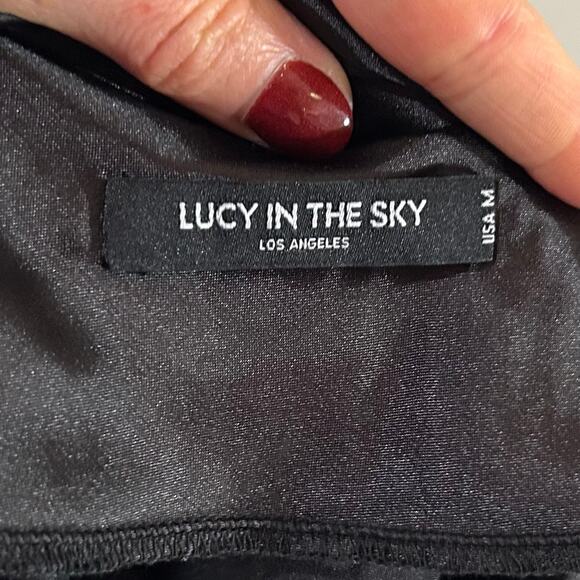 LUCY IN THE SKY
LOS ANGELES
USA M